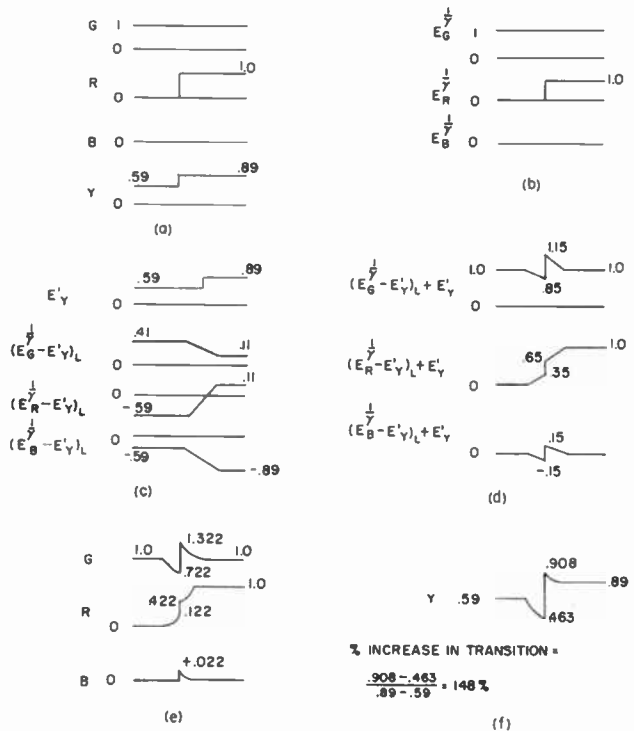 G 1
0
1.0
R
0
B 0
.59 .89
Y
0
(a)
E_G^{1/γ} 1
0
E_R^{1/γ} 1.0
0
E_B^{1/γ}
0
(b)
.59 .89
E'_Y
0
.41 .11
(E_G^{1/γ} – E'_Y)_L
0
0 .11
(E_R^{1/γ} – E'_Y)_L
–.59
0
(E_B^{1/γ} – E'_Y)_L
–.59 –.89
(c)
1.15
(E_G^{1/γ} – E'_Y)_L + E'_Y 1.0 1.0
.85
0
1.0
(E_R^{1/γ} – E'_Y)_L + E'_Y .65
.35
0
(E_B^{1/γ} – E'_Y)_L + E'_Y .15
0
–.15
(d)
1.322
G 1.0 1.0
.722
1.0
R .422
.122
0
+.022
B 0
(e)
.908
.89
Y .59
.463
% INCREASE IN TRANSITION =
.908 – .463
.89 – .59
= 148 %
(f)